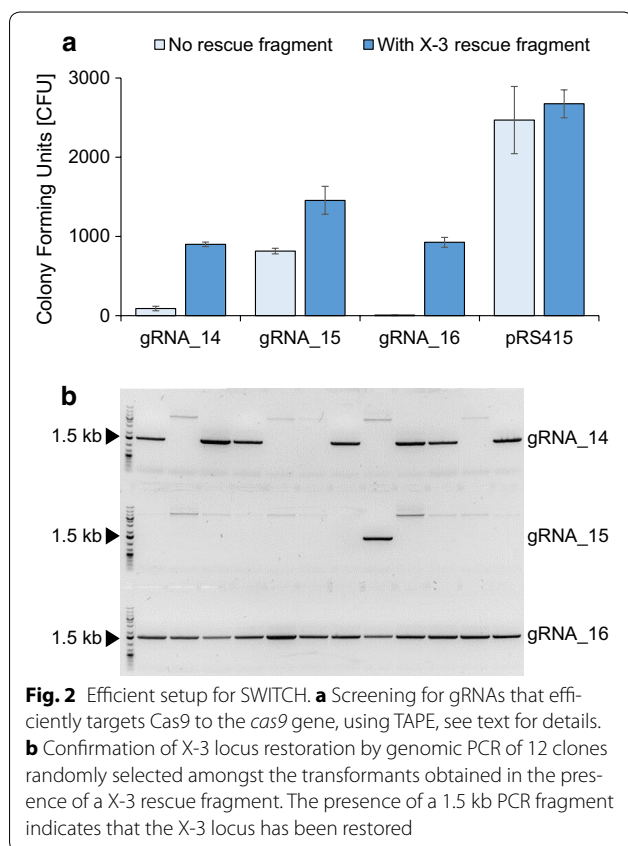 a
No rescue fragment With X-3 rescue fragment
Colony Forming Units [CFU]
3000
2000
1000
0
gRNA_14 gRNA_15 gRNA_16 pRS415
b
1.5 kb gRNA_14
1.5 kb gRNA_15
1.5 kb gRNA_16
Fig. 2 Efficient setup for SWITCH. a Screening for gRNAs that effi-
ciently targets Cas9 to the cas9 gene, using TAPE, see text for details.
b Confirmation of X-3 locus restoration by genomic PCR of 12 clones
randomly selected amongst the transformants obtained in the pres-
ence of a X-3 rescue fragment. The presence of a 1.5 kb PCR fragment
indicates that the X-3 locus has been restored